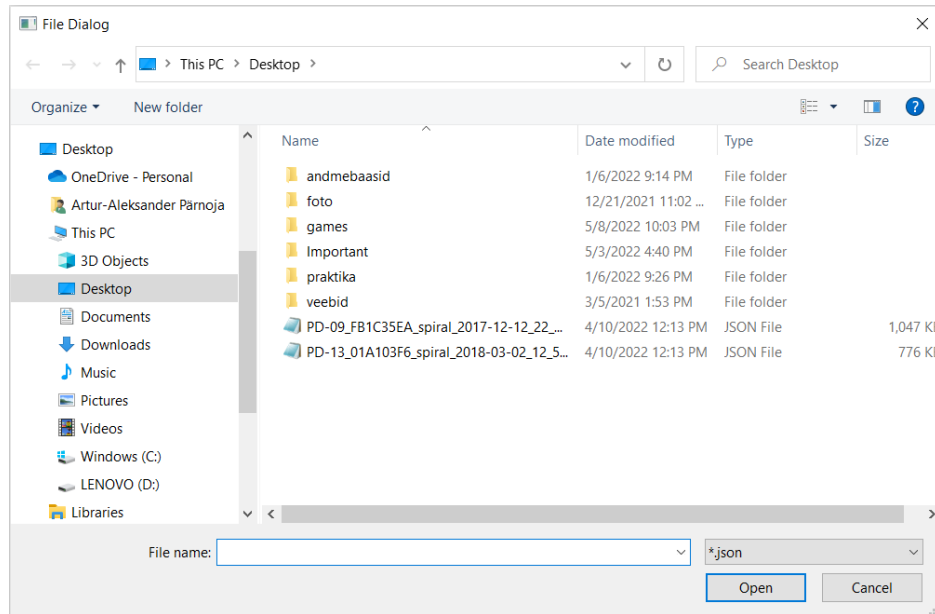 File Dialog
This PC > Desktop >
Search Desktop
Organize
New folder
?
Name Date modified Type Size
Desktop
OneDrive - Personal
Artur-Aleksander Pärnoja
This PC
3D Objects
Desktop
Documents
Downloads
Music
Pictures
Videos
Windows (C:)
LENOVO (D:)
Libraries
andmebaasid 1/6/2022 9:14 PM File folder
foto 12/21/2021 11:02 ... File folder
games 5/8/2022 10:03 PM File folder
Important 5/3/2022 4:40 PM File folder
praktika 1/6/2022 9:26 PM File folder
veebid 3/5/2021 1:53 PM File folder
PD-09_FB1C35EA_spiral_2017-12-12_22_... 4/10/2022 12:13 PM JSON File 1,047 K
PD-13_01A103F6_spiral_2018-03-02_12_5... 4/10/2022 12:13 PM JSON File 776 K
File name:
*.json
Open Cancel